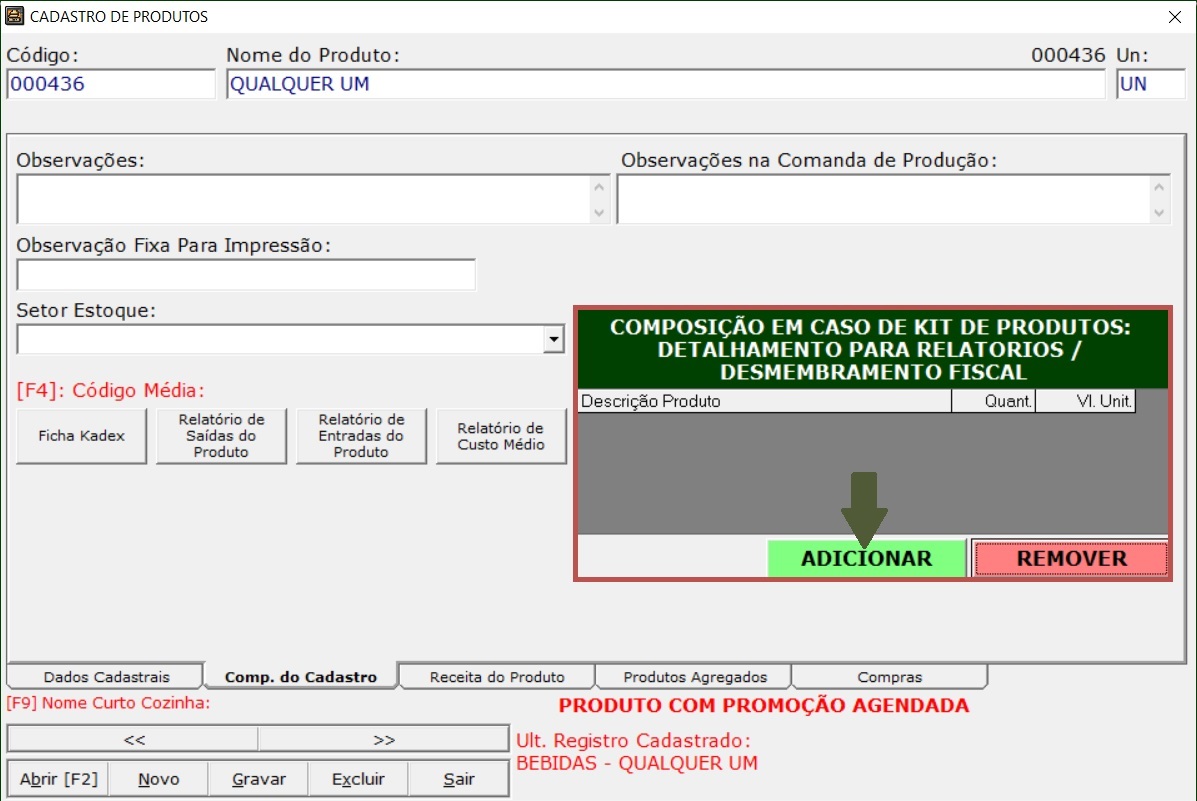 CADASTRO DE PRODUTOS
Código:
Nome do Produto:
000436
Un:
000436
QUALQUER UM
UN
Observações:
Observações na Comanda de Produção:
Observação Fixa Para Impressão:
Setor Estoque:
[F4]: Código Média:
Ficha Kadex
Relatório de
Saídas do
Produto
Relatório de
Entradas do
Produto
Relatório de
Custo Médio
COMPOSIÇÃO EM CASO DE KIT DE PRODUTOS:
DETALHAMENTO PARA RELATORIOS /
DESMEMBRAMENTO FISCAL
Descrição Produto
Quant.
Vl. Unit.
ADICIONAR
REMOVER
Dados Cadastrais
Comp. do Cadastro
Receita do Produto
Produtos Agregados
Compras
[F9] Nome Curto Cozinha:
PRODUTO COM PROMOÇÃO AGENDADA
<<
>>
Ult. Registro Cadastrado:
BEBIDAS - QUALQUER UM
Abrir [F2]
Novo
Gravar
Excluir
Sair